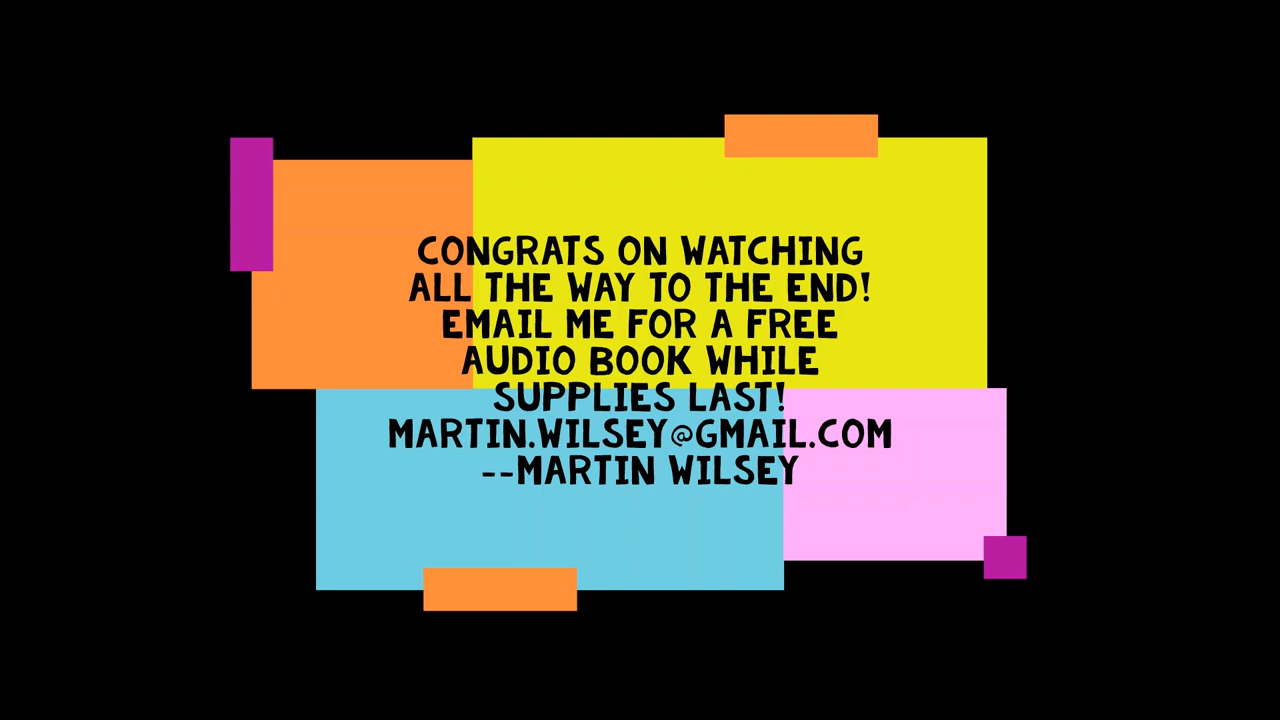 CONGRATS ON WATCHING
ALL THE WAY TO THE END!
EMAIL ME FOR A FREE
AUDIO BOOK WHILE
SUPPLIES LAST!
MARTIN.WILSEY@GMAIL.COM
--MARTIN WILSEY